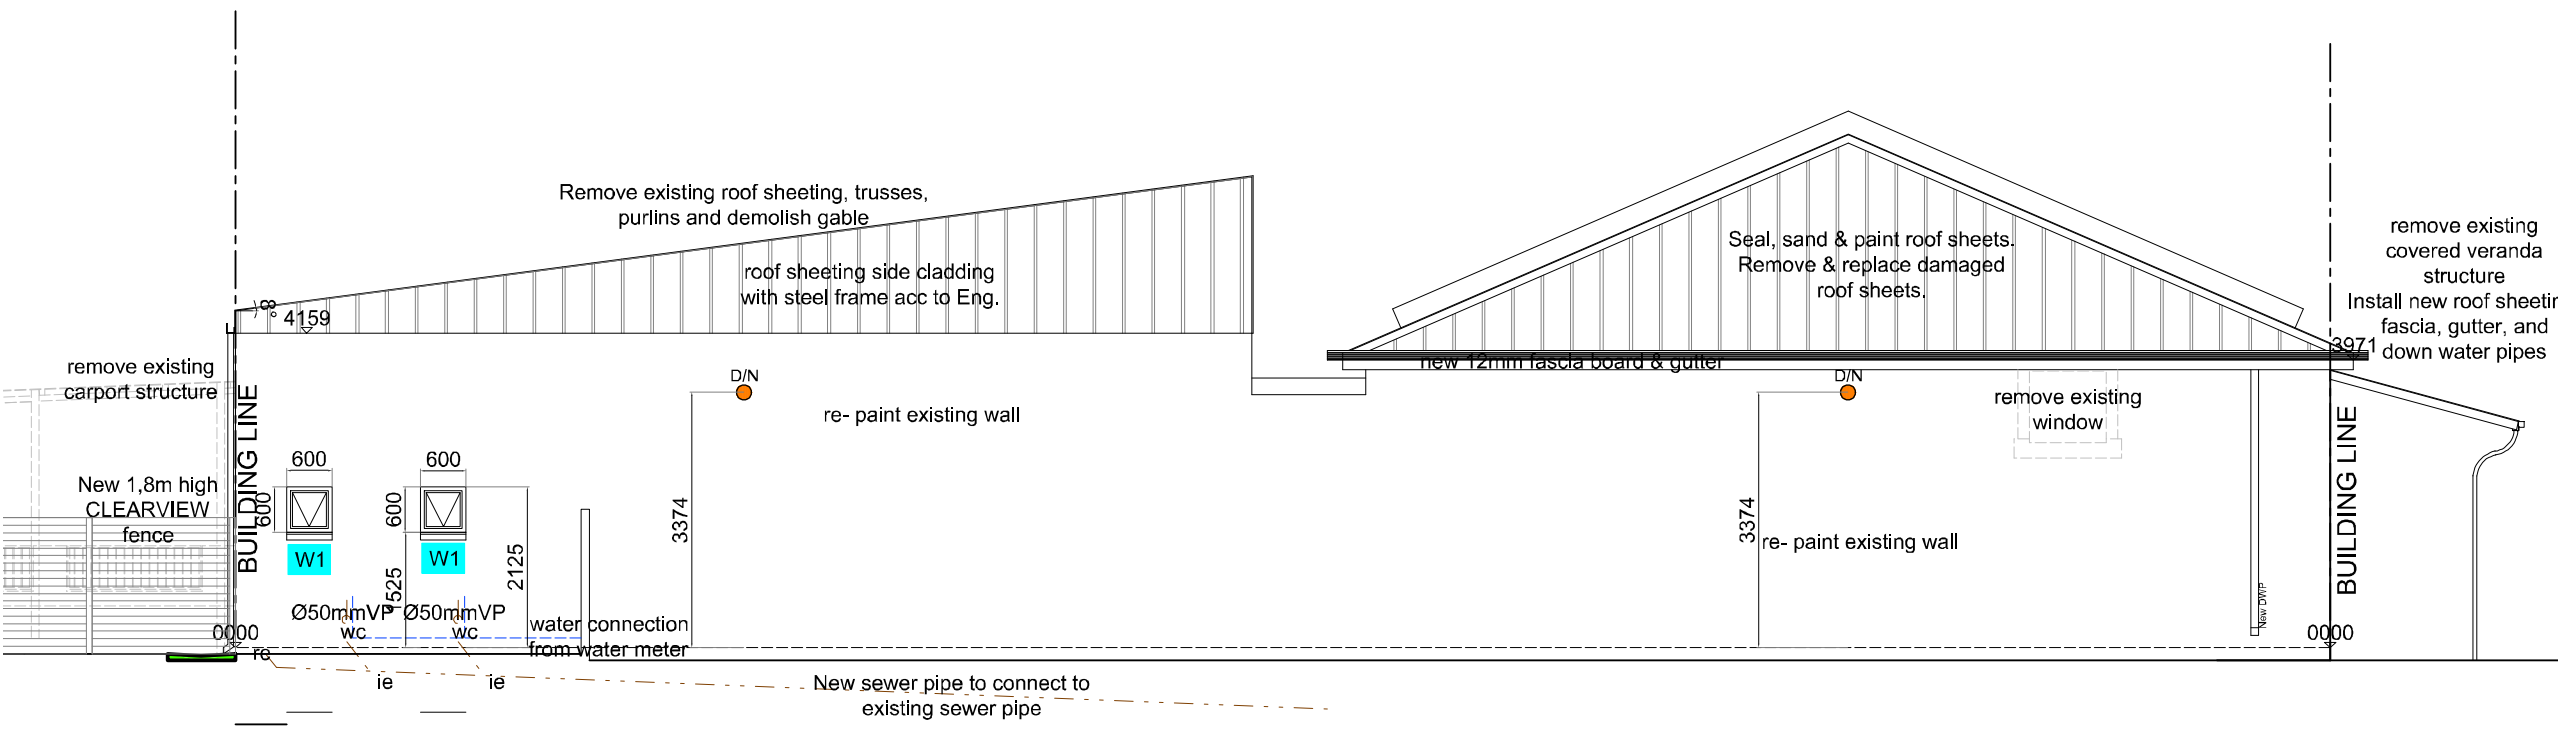 Remove existing roof sheeting, trusses,
purlins and demolish gable
roof sheeting side cladding
with steel frame acc to Eng.
8
° 4159
Seal, sand & paint roof sheets.
Remove & replace damaged
roof sheets.
remove existing
covered veranda
structure
Install new roof sheetin
fascia, gutter, and
down water pipes
3971
new 12mm fascia board & gutter
remove existing
carport structure
BUILDING LINE
D/N
re- paint existing wall
D/N
remove existing
window
BUILDING LINE
New 1,8m high
CLEARVIEW
fence
600
600
600
600
W1
W1
1525
2125
3374
3374
re- paint existing wall
Ø50mmVP
Ø50mmVP
wc
wc
water connection
from water meter
New DWP
0000
0000
re
ie
ie
New sewer pipe to connect to
existing sewer pipe